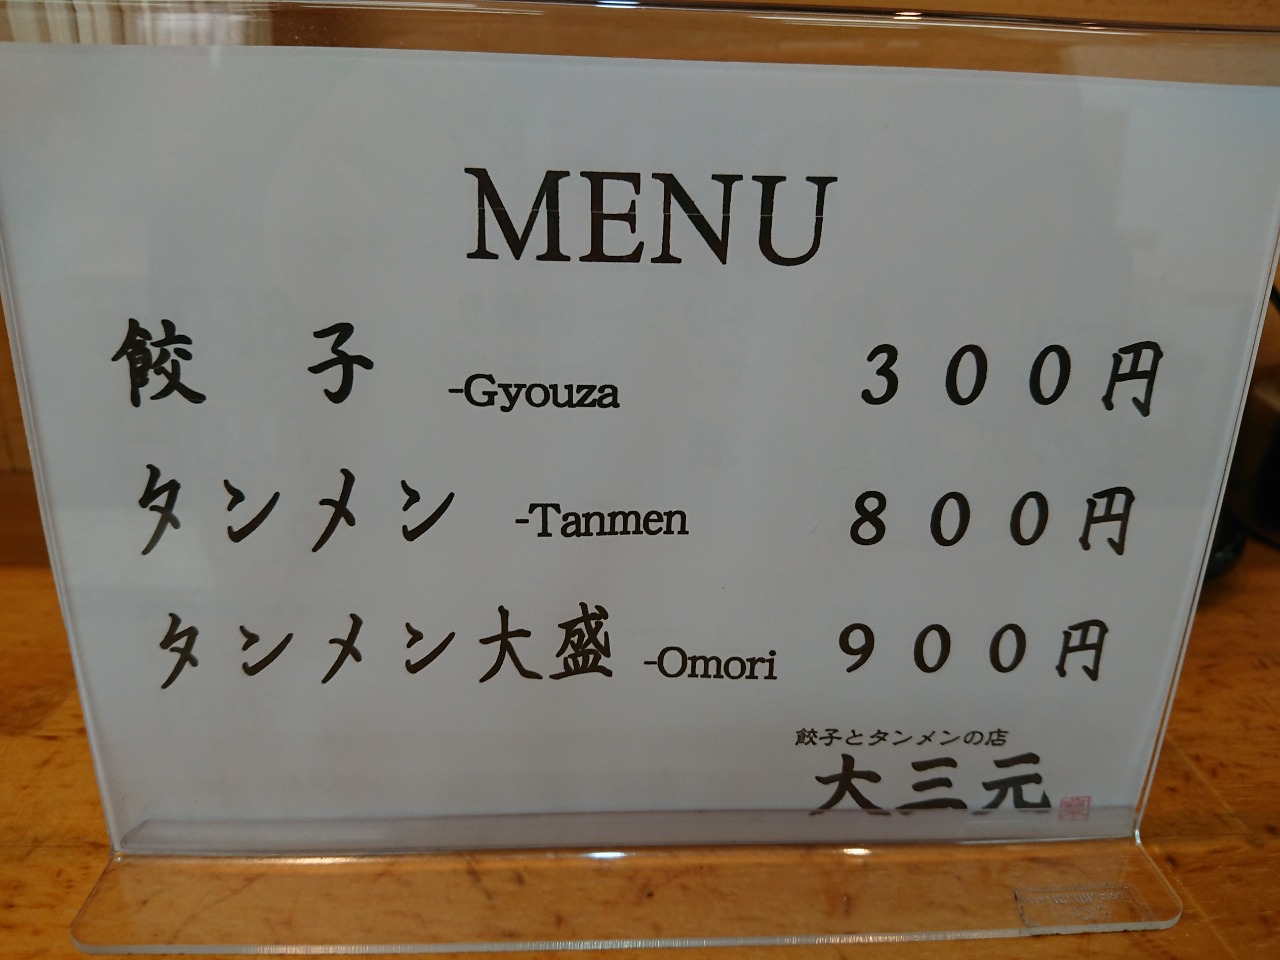 MENU
餃子 -Gyouza 300円
タンメン -Tanmen 800円
タンメン大盛 -Omori 900円
餃子とタンメンの店
大三元